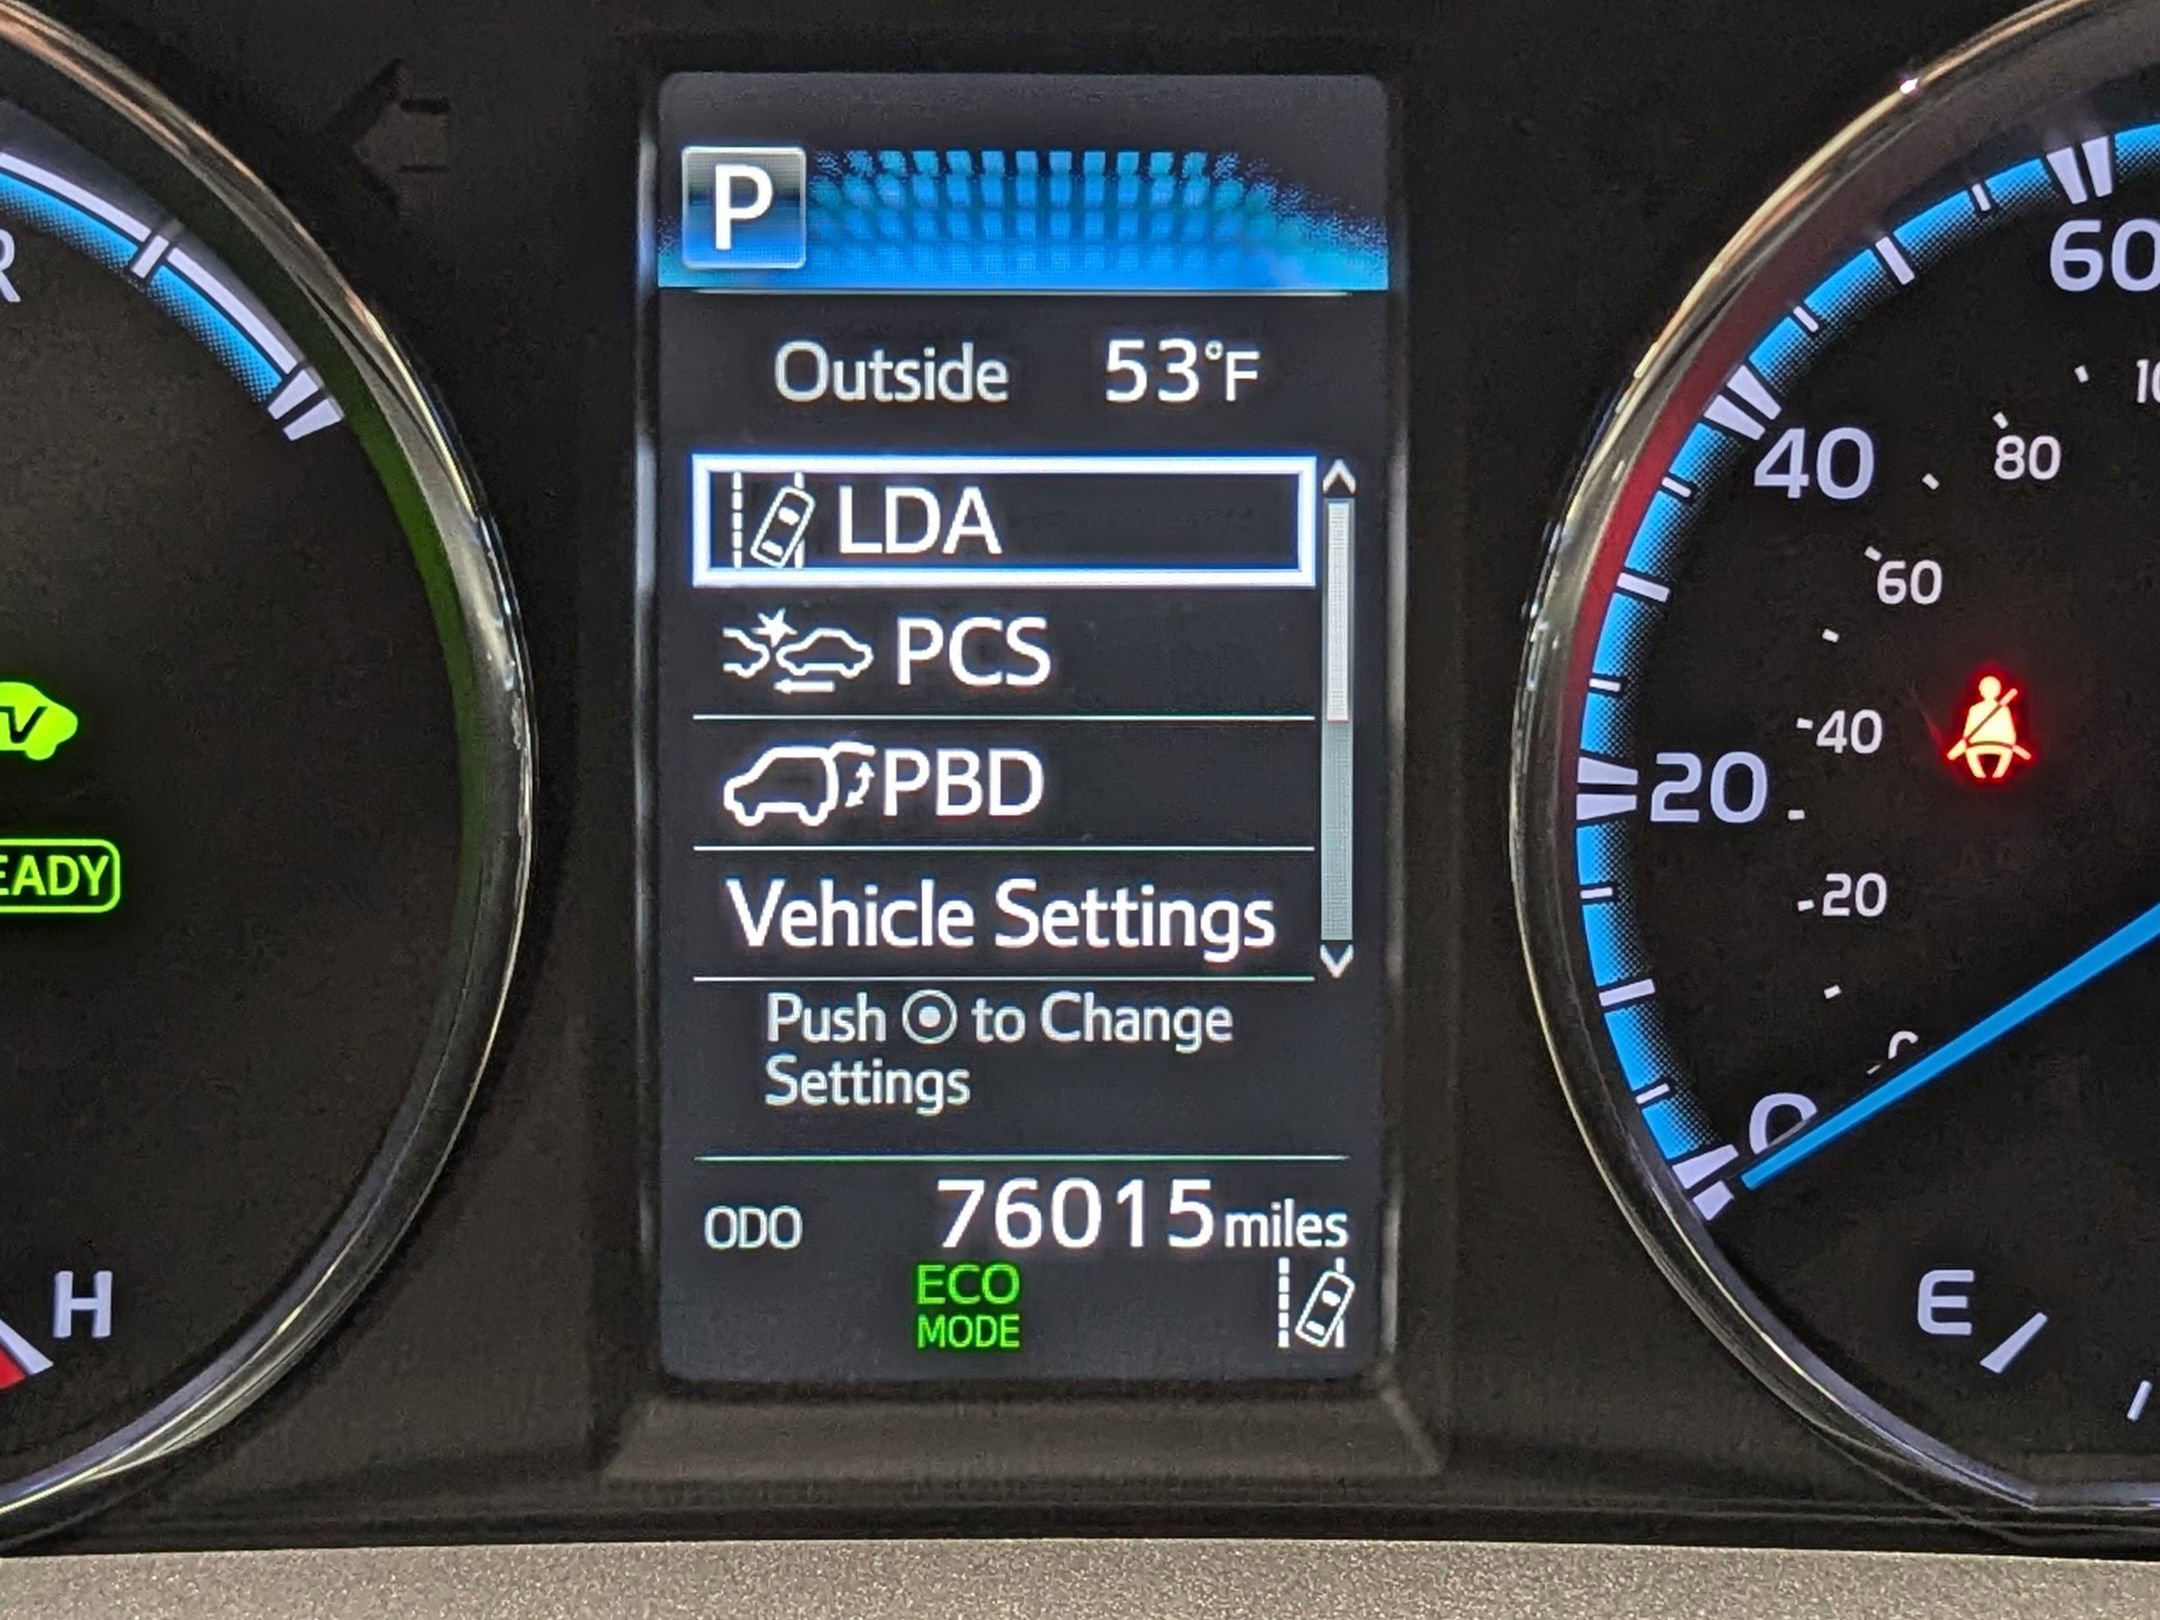 P
Outside 53°F
LDA
PCS
PBD
Vehicle Settings
Push to Change
Settings
ODO 76015 miles
ECO
MODE
H
60
40
20
0
80
60
40
20
E